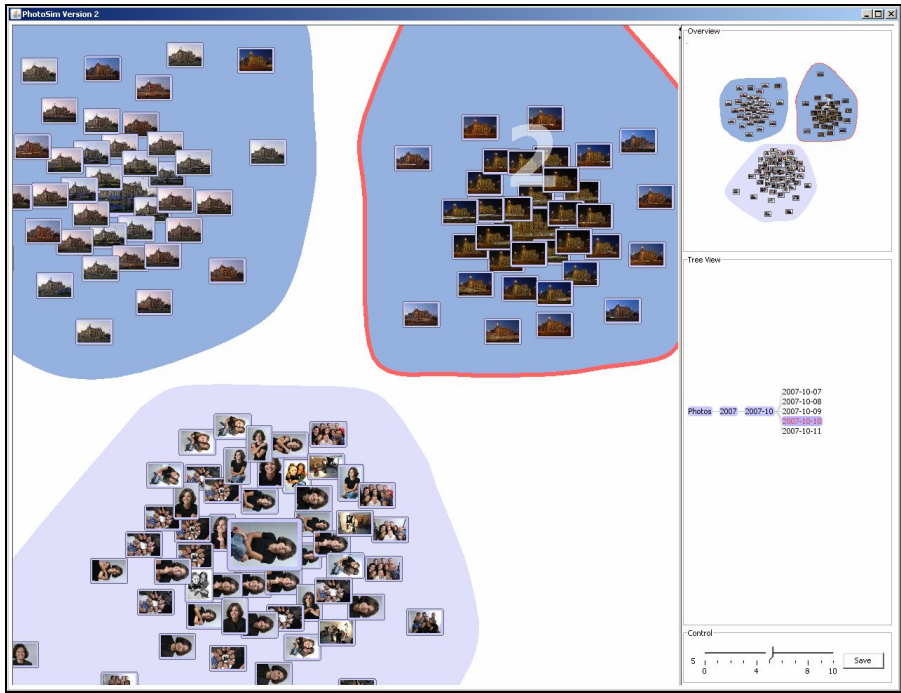 PhotoSim Version 2
Overview
2
Tree View
2007-10-07
2007-10-08
Photos 2007 2007-10 2007-10-09
2007-10-10
2007-10-11
Control
5
0 4 8 10
Save